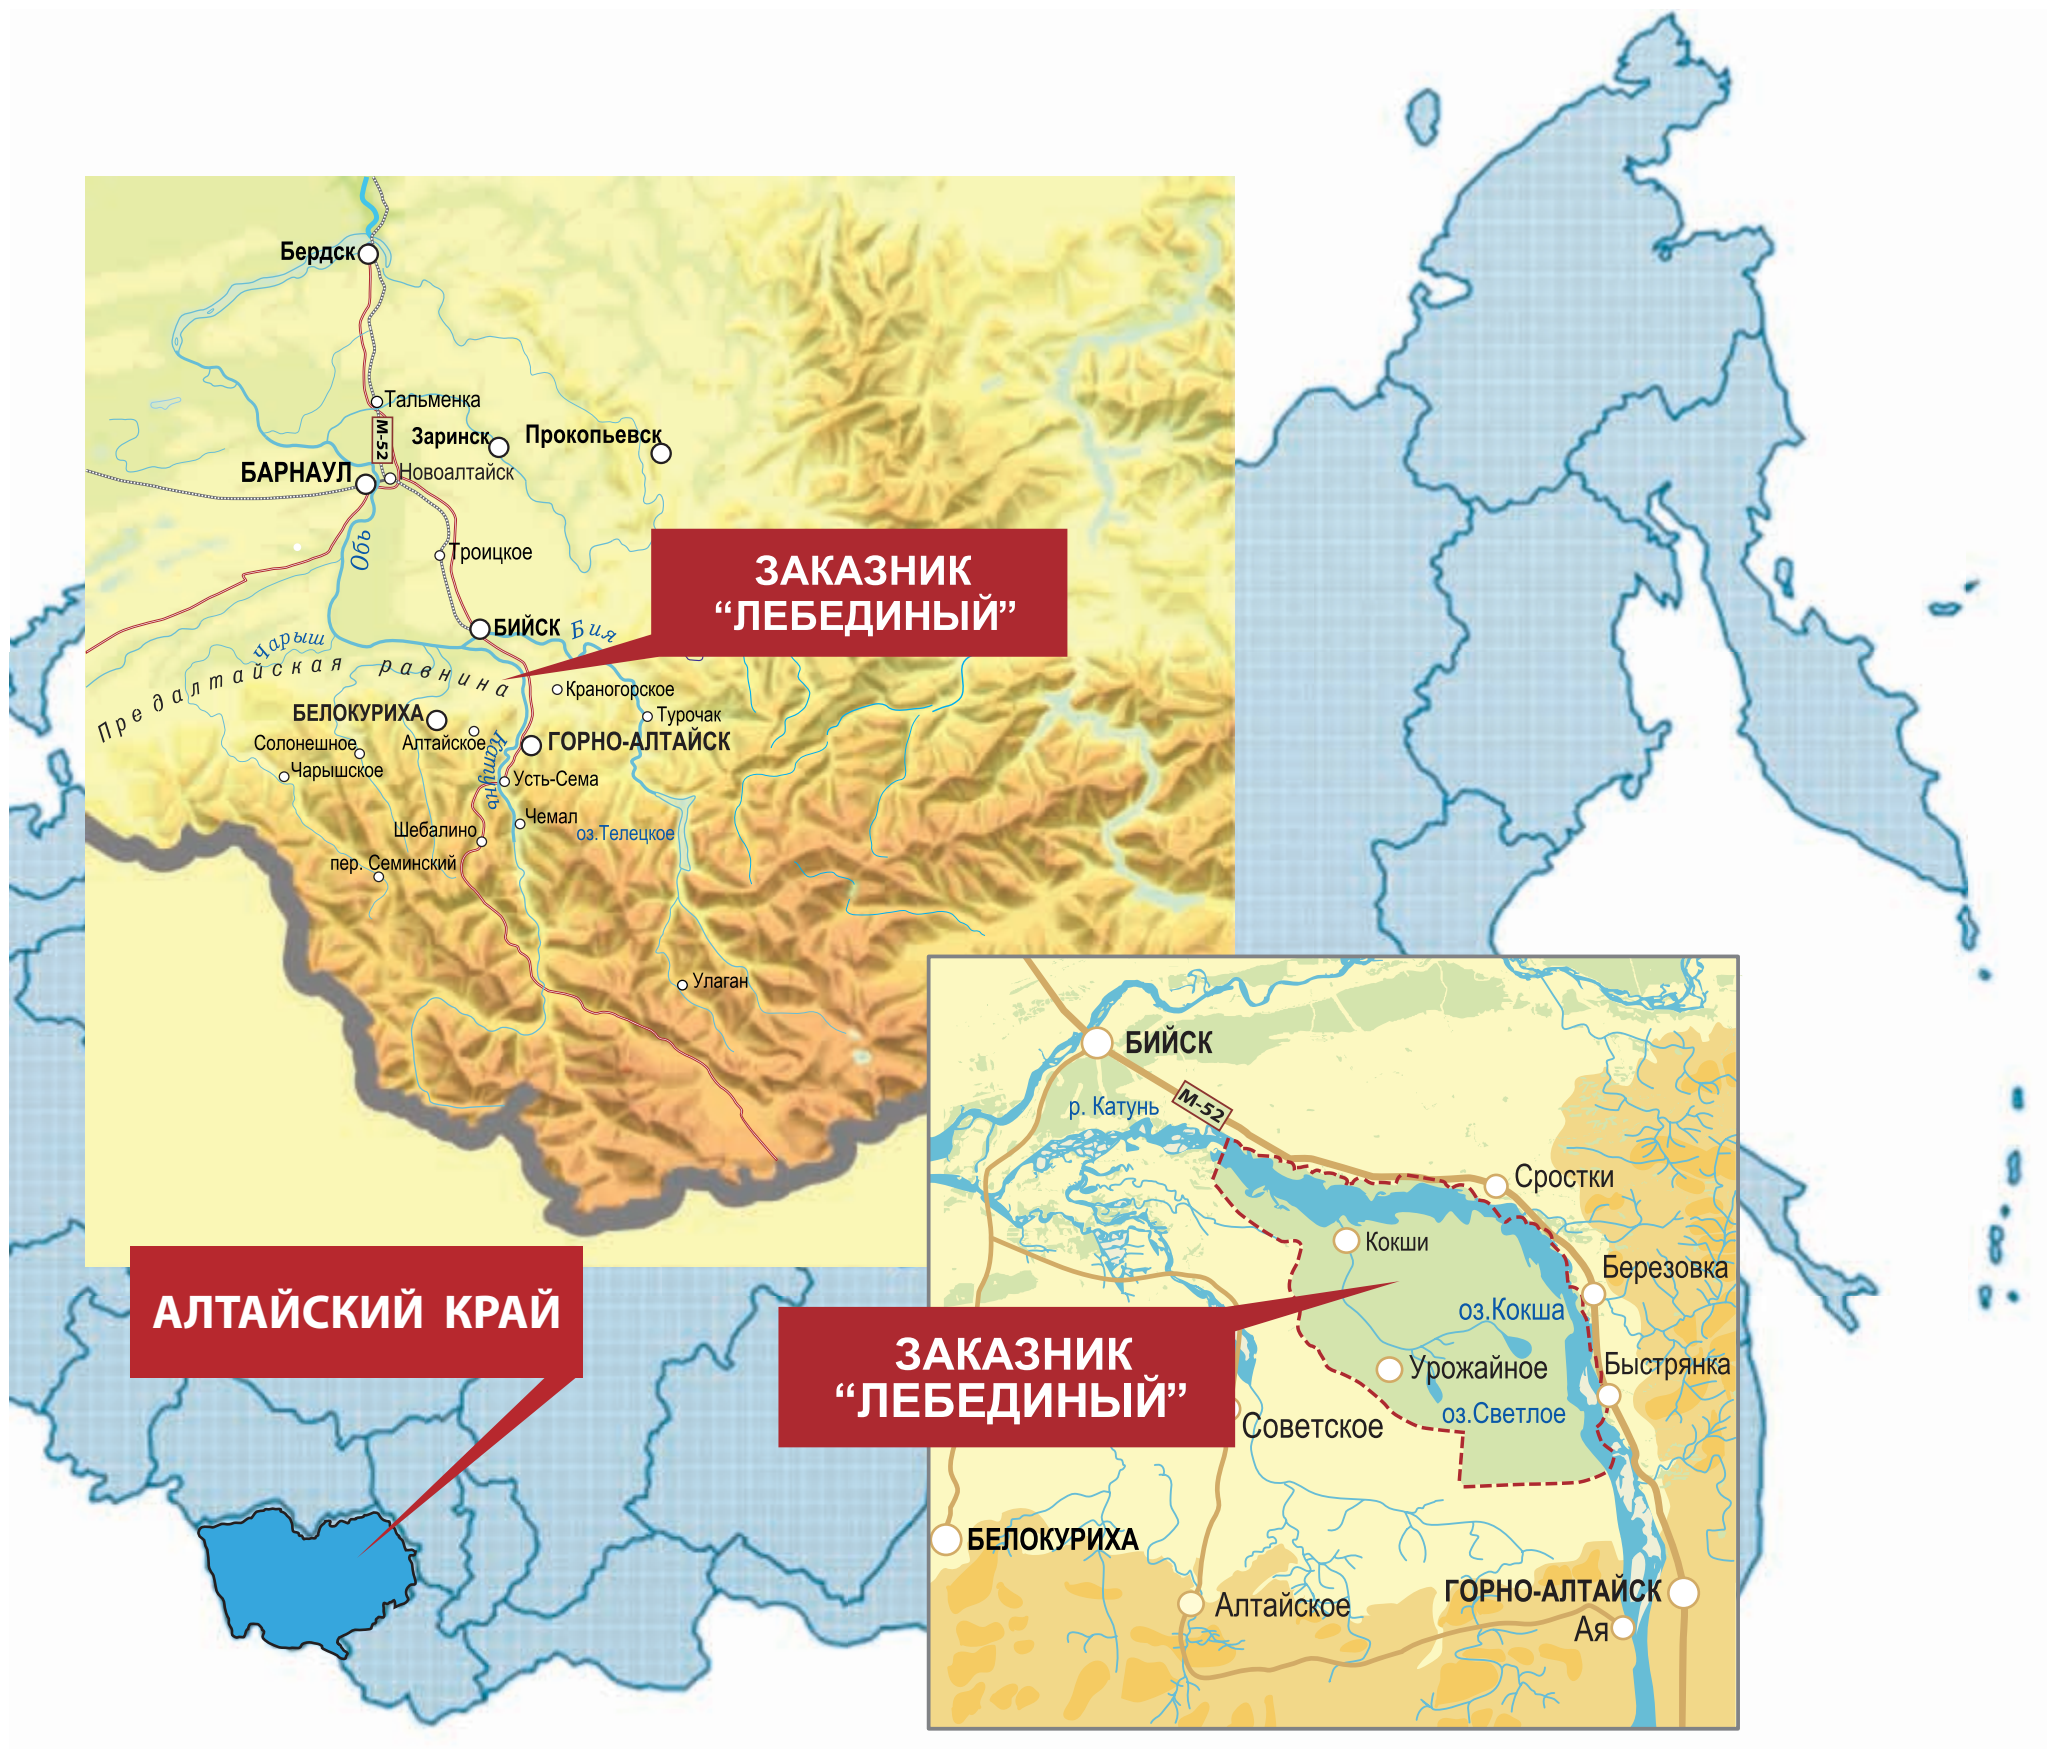 Бердск
Тальменка
М-52
Заринск
Прокопьевск
БАРНАУЛ
Новоалтайск
Обь
Троицкое
ЗАКАЗНИК
“ЛЕБЕДИНЫЙ”
БИЙСК
Бия
Чарыш
Предалтайская равнина
Краногорское
БЕЛОКУРИХА
Турочак
Солонешное
Алтайское
Катунь
ГОРНО-АЛТАЙСК
Чарышское
Усть-Сема
Шебалино
Чемал
оз.Телецкое
пер. Семинский
Улаган
БИЙСК
р. Катунь
М-52
Сростки
Кокши
Березовка
оз.Кокша
АЛТАЙСКИЙ КРАЙ
ЗАКАЗНИК
“ЛЕБЕДИНЫЙ”
Урожайное
Быстрянка
оз.Светлое
Советское
БЕЛОКУРИХА
Алтайское
ГОРНО-АЛТАЙСК
Ая